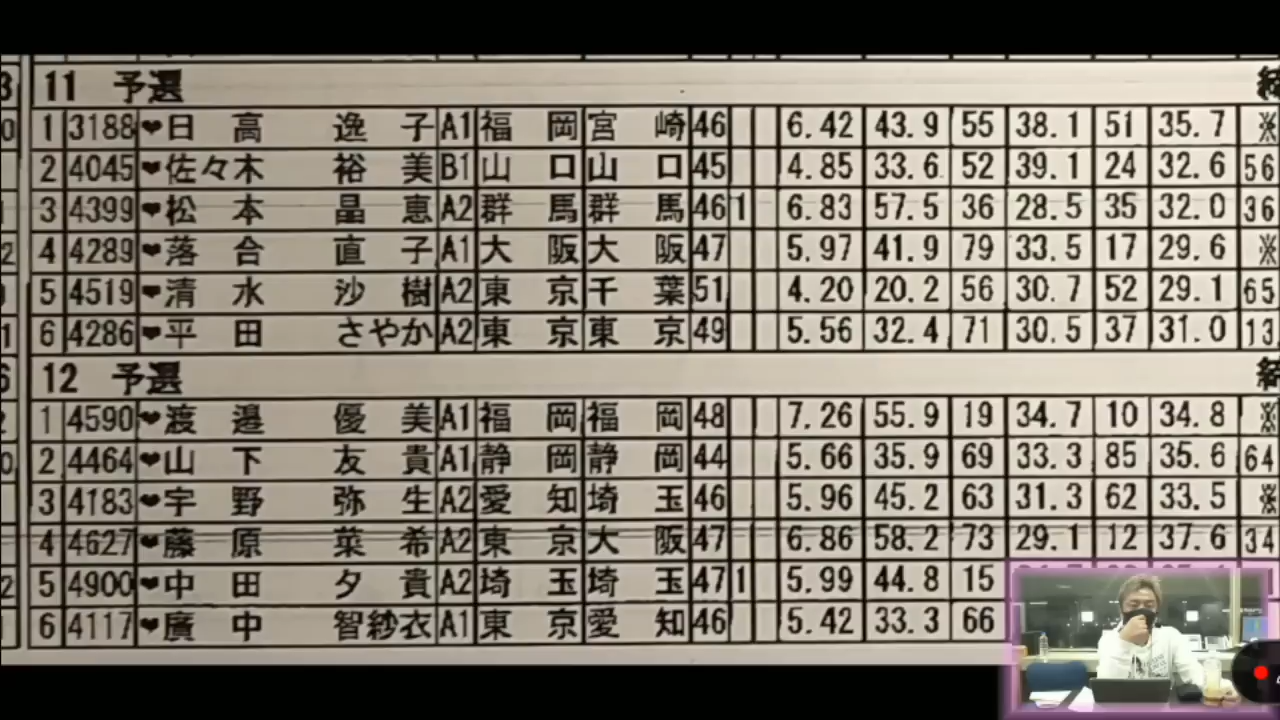 11 予選
1 3188 ❤日高 逸子 A1 福岡 宮崎 46 6.42 43.9 55 38.1 51 35.7 ※
2 4045 ❤佐々木 裕美 B1 山口 山口 45 4.85 33.6 52 39.1 24 32.6 56
3 4399 ❤松本 晶恵 A2 群馬 群馬 46 1 6.83 57.5 36 28.5 35 32.0 36
4 4289 ❤落合 直子 A1 大阪 大阪 47 5.97 41.9 79 33.5 17 29.6 ※
5 4519 ❤清水 沙樹 A2 東京 千葉 51 4.20 20.2 56 30.7 52 29.1 65
6 4286 ❤平田 さやか A2 東京 東京 49 5.56 32.4 71 30.5 37 31.0 13
12 予選
1 4590 ❤渡邉 優美 A1 福岡 福岡 48 7.26 55.9 19 34.7 10 34.8 ※
2 4464 ❤山下 友貴 A1 静岡 静岡 44 5.66 35.9 69 33.3 85 35.6 64
3 4183 ❤宇野 弥生 A2 愛知 埼玉 46 5.96 45.2 63 31.3 62 33.5 ※
4 4627 ❤藤原 菜希 A2 東京 大阪 47 6.86 58.2 73 29.1 12 37.6 34
5 4900 ❤中田 夕貴 A2 埼玉 埼玉 47 1 5.99 44.8 15
6 4117 ❤廣中 智紗衣 A1 東京 愛知 46 5.42 33.3 66